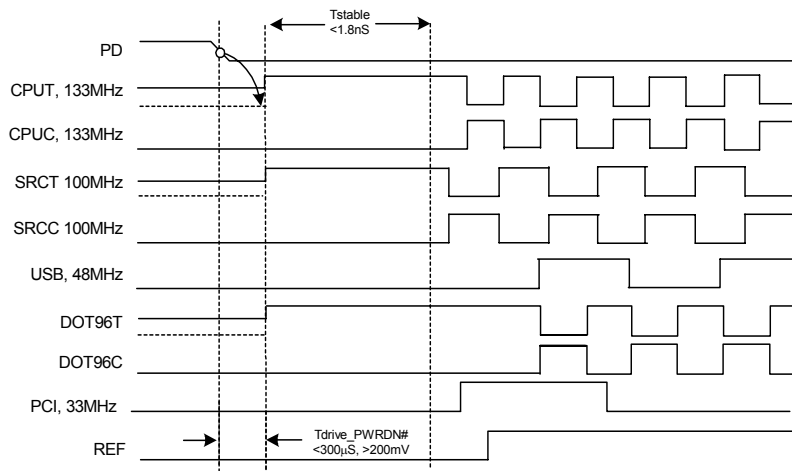 Tstable
<1.8nS
PD
CPUT, 133MHz
CPUC, 133MHz
SRCT 100MHz
SRCC 100MHz
USB, 48MHz
DOT96T
DOT96C
PCI, 33MHz
Tdrive_PWRDN#
<300µS, >200mV
REF